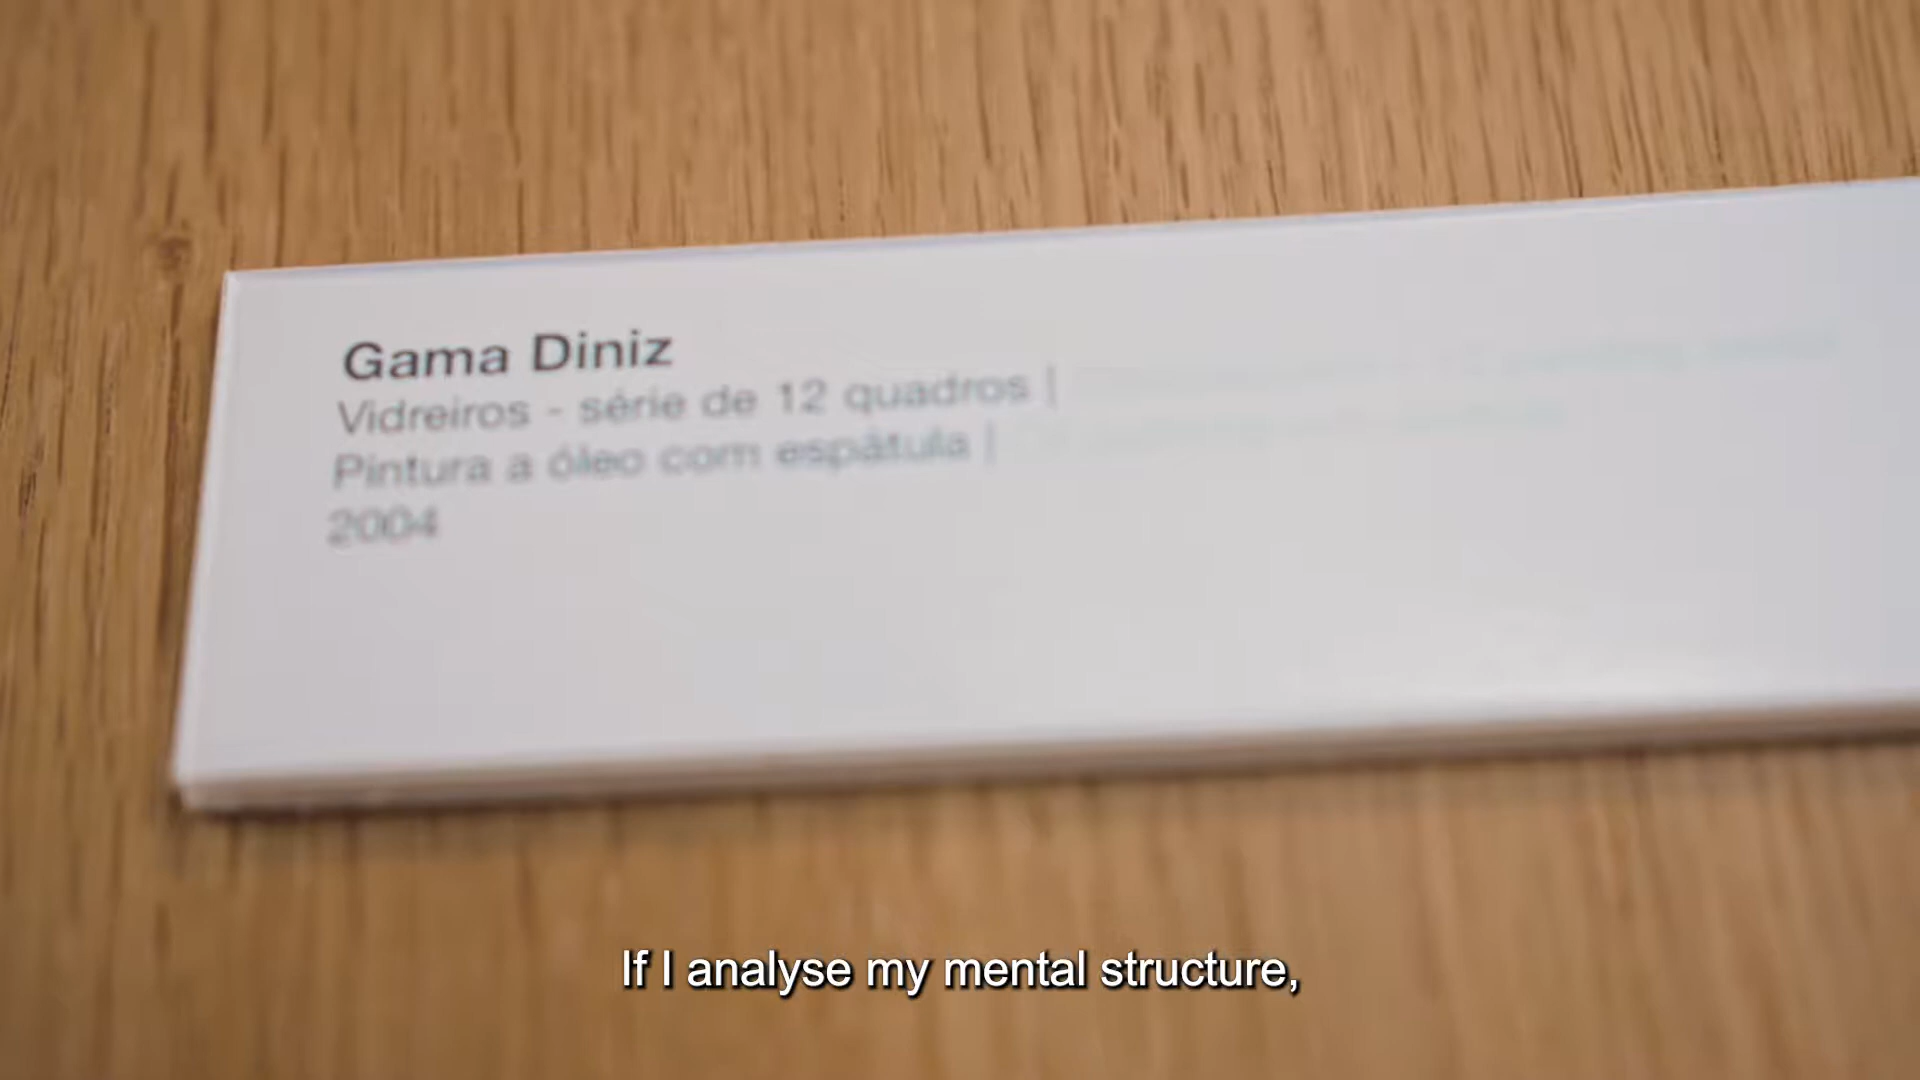 Gama Diniz
Vidreiros - série de 12 quadros |
Pintura a óleo com espátula |
2004
If I analyse my mental structure,